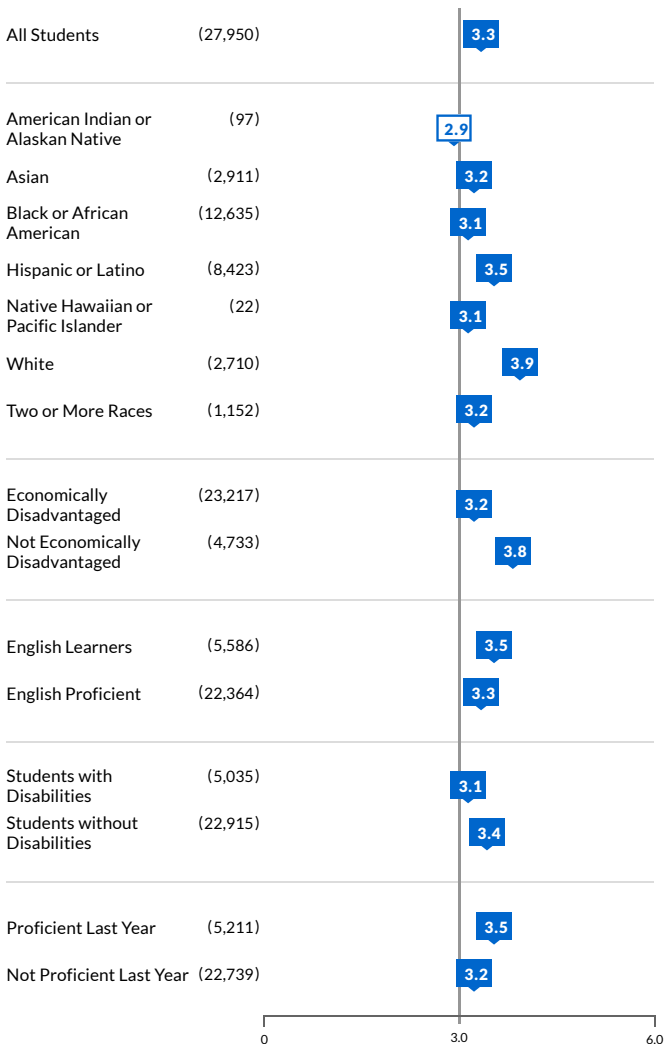 All Students (27,950) 3.3
American Indian or
Alaskan Native (97) 2.9
Asian (2,911) 3.2
Black or African
American (12,635) 3.1
Hispanic or Latino (8,423) 3.5
Native Hawaiian or
Pacific Islander (22) 3.1
White (2,710) 3.9
Two or More Races (1,152) 3.2
Economically
Disadvantaged (23,217) 3.2
Not Economically
Disadvantaged (4,733) 3.8
English Learners (5,586) 3.5
English Proficient (22,364) 3.3
Students with
Disabilities (5,035) 3.1
Students without
Disabilities (22,915) 3.4
Proficient Last Year (5,211) 3.5
Not Proficient Last Year (22,739) 3.2
0 3.0 6.0